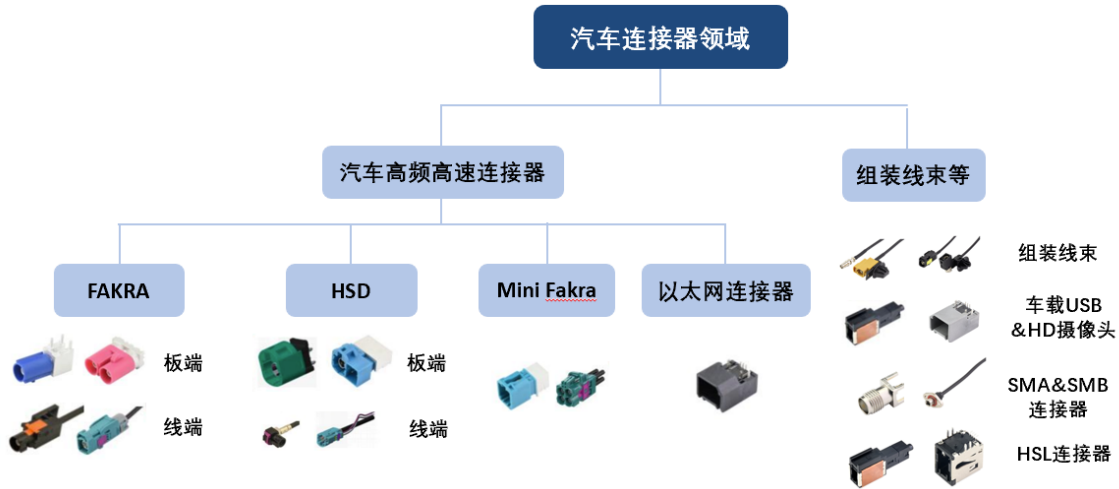 汽车连接器领域
汽车高频高速连接器
组装线束等
FAKRA
HSD
Mini Fakra
以太网连接器
板端
线端
板端
线端
组装线束
车载USB
&HD摄像头
SMA&SMB
连接器
HSL连接器